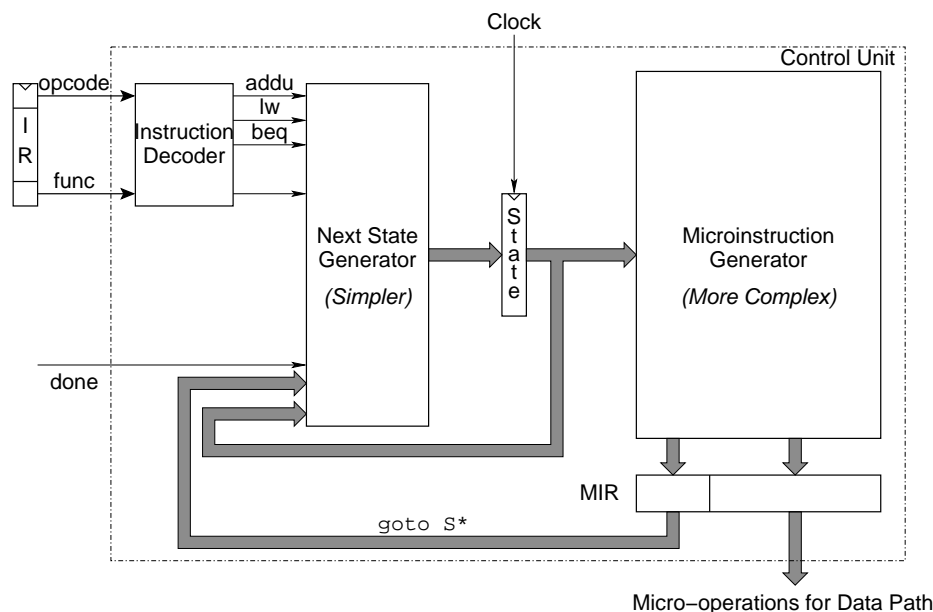 Clock
Control Unit
opcode
addu
lw
beq
I
R
Instruction
Decoder
func
Next State
Generator
(Simpler)
State
Microinstruction
Generator
(More Complex)
done
MIR
goto S*
Micro−operations for Data Path